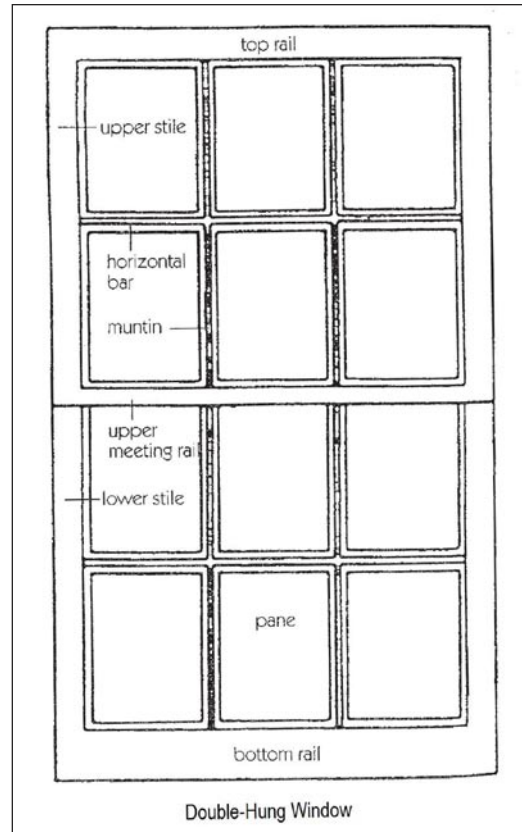 top rail
upper stile
horizontal
bar
muntin
upper
meeting rail
lower stile
pane
bottom rail
Double-Hung Window